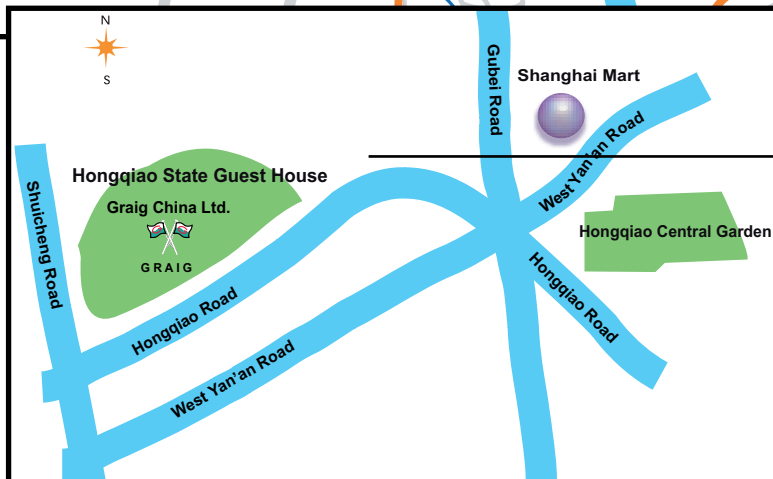 N
S
Gubei Road
Shanghai Mart
West Yan'an Road
Hongqiao State Guest House
Graig China Ltd.
GRAIG
Shuicheng Road
Hongqiao Central Garden
Hongqiao Road
Hongqiao Road
West Yan'an Road